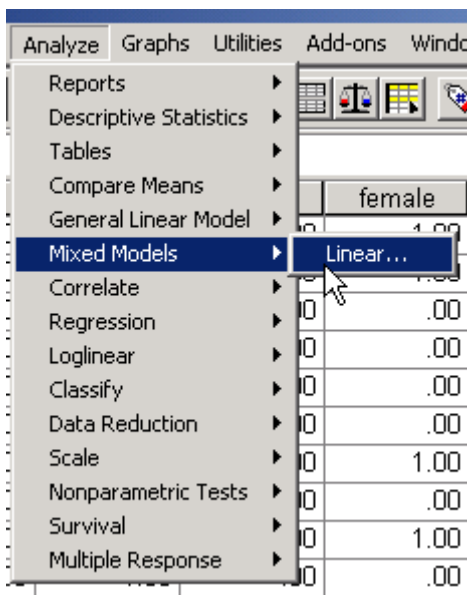 Analyze Graphs Utilities Add-ons
Reports
Descriptive Statistics
Tables
Compare Means
female
General Linear Model
Mixed Models
Linear...
Correlate
Regression
.00
Loglinear
.00
Classify
.00
Data Reduction
.00
Scale
1.00
Nonparametric Tests
.00
Survival
1.00
Multiple Response
.00